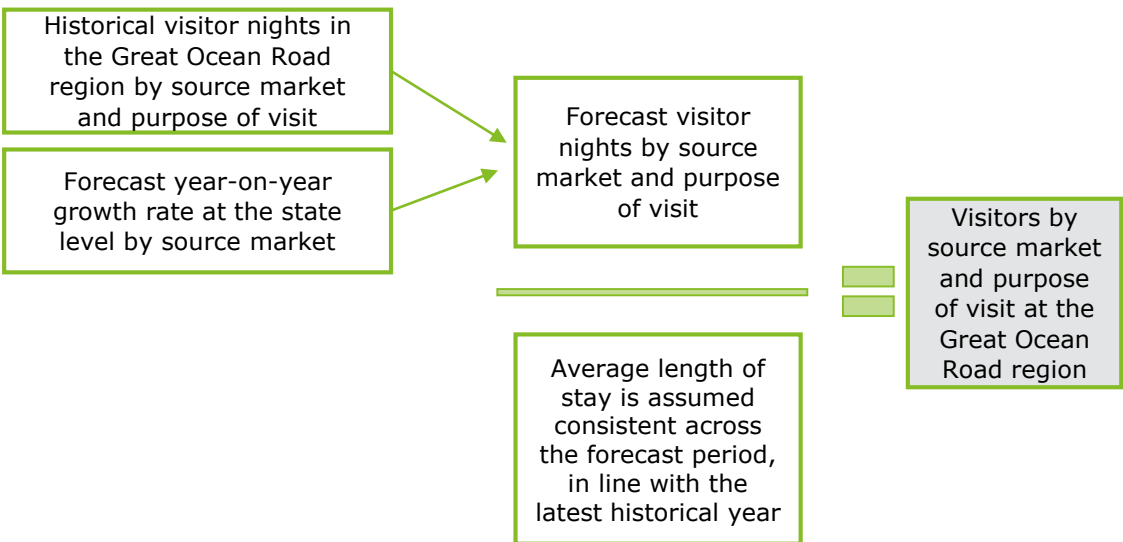 Historical visitor nights in
the Great Ocean Road
region by source market
and purpose of visit
Forecast year-on-year
growth rate at the state
level by source market
Forecast visitor
nights by source
market and purpose
of visit
Average length of
stay is assumed
consistent across
the forecast period,
in line with the
latest historical year
Visitors by
source market
and purpose
of visit at the
Great Ocean
Road region